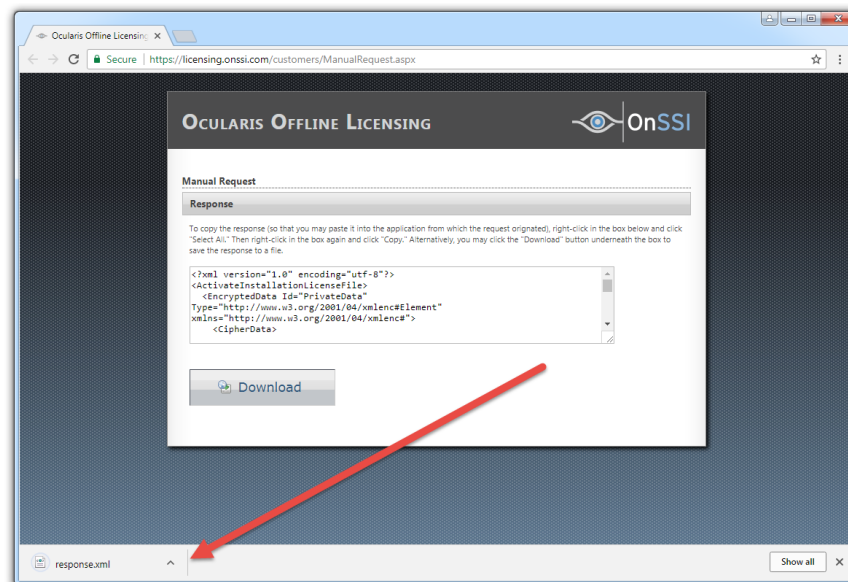 Ocularis Offline Licensing
Secure | https://licensing.onssi.com/customers/ManualRequest.aspx
OCULARIS OFFLINE LICENSING
OnSSI
Manual Request
Response
To copy the response (so that you may paste it into the application from which the request orignated), right-click in the box below and click
"Select All." Then right-click in the box again and click "Copy." Alternatively, you may click the "Download" button underneath the box to
save the response to a file.
<?xml version="1.0" encoding="utf-8"?>
<ActivateInstallationLicenseFile>
<EncryptedData Id="PrivateData"
Type="http://www.w3.org/2001/04/xmlenc#Element"
xmlns="http://www.w3.org/2001/04/xmlenc#">
<CipherData>
Download
response.xml
Show all